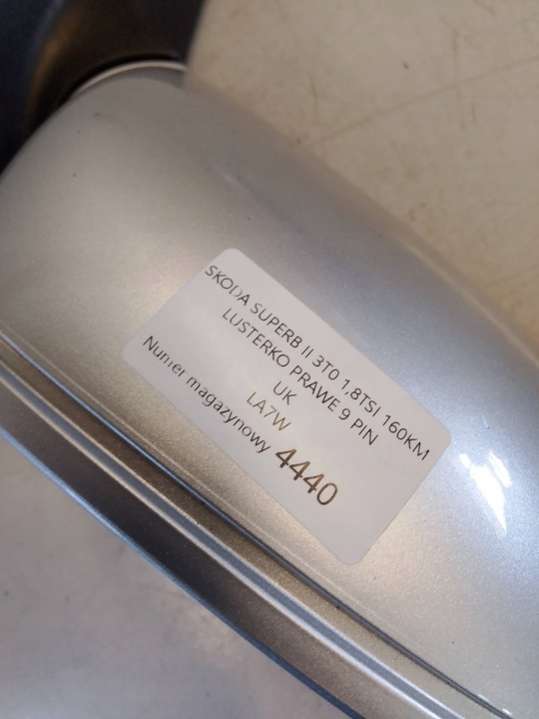 SKODA SUPERB II 3T0 1,8TSI 160KM
LUSTERKO PRAWE 9 PIN
UK
LA7W
Numer magazynowy 4440